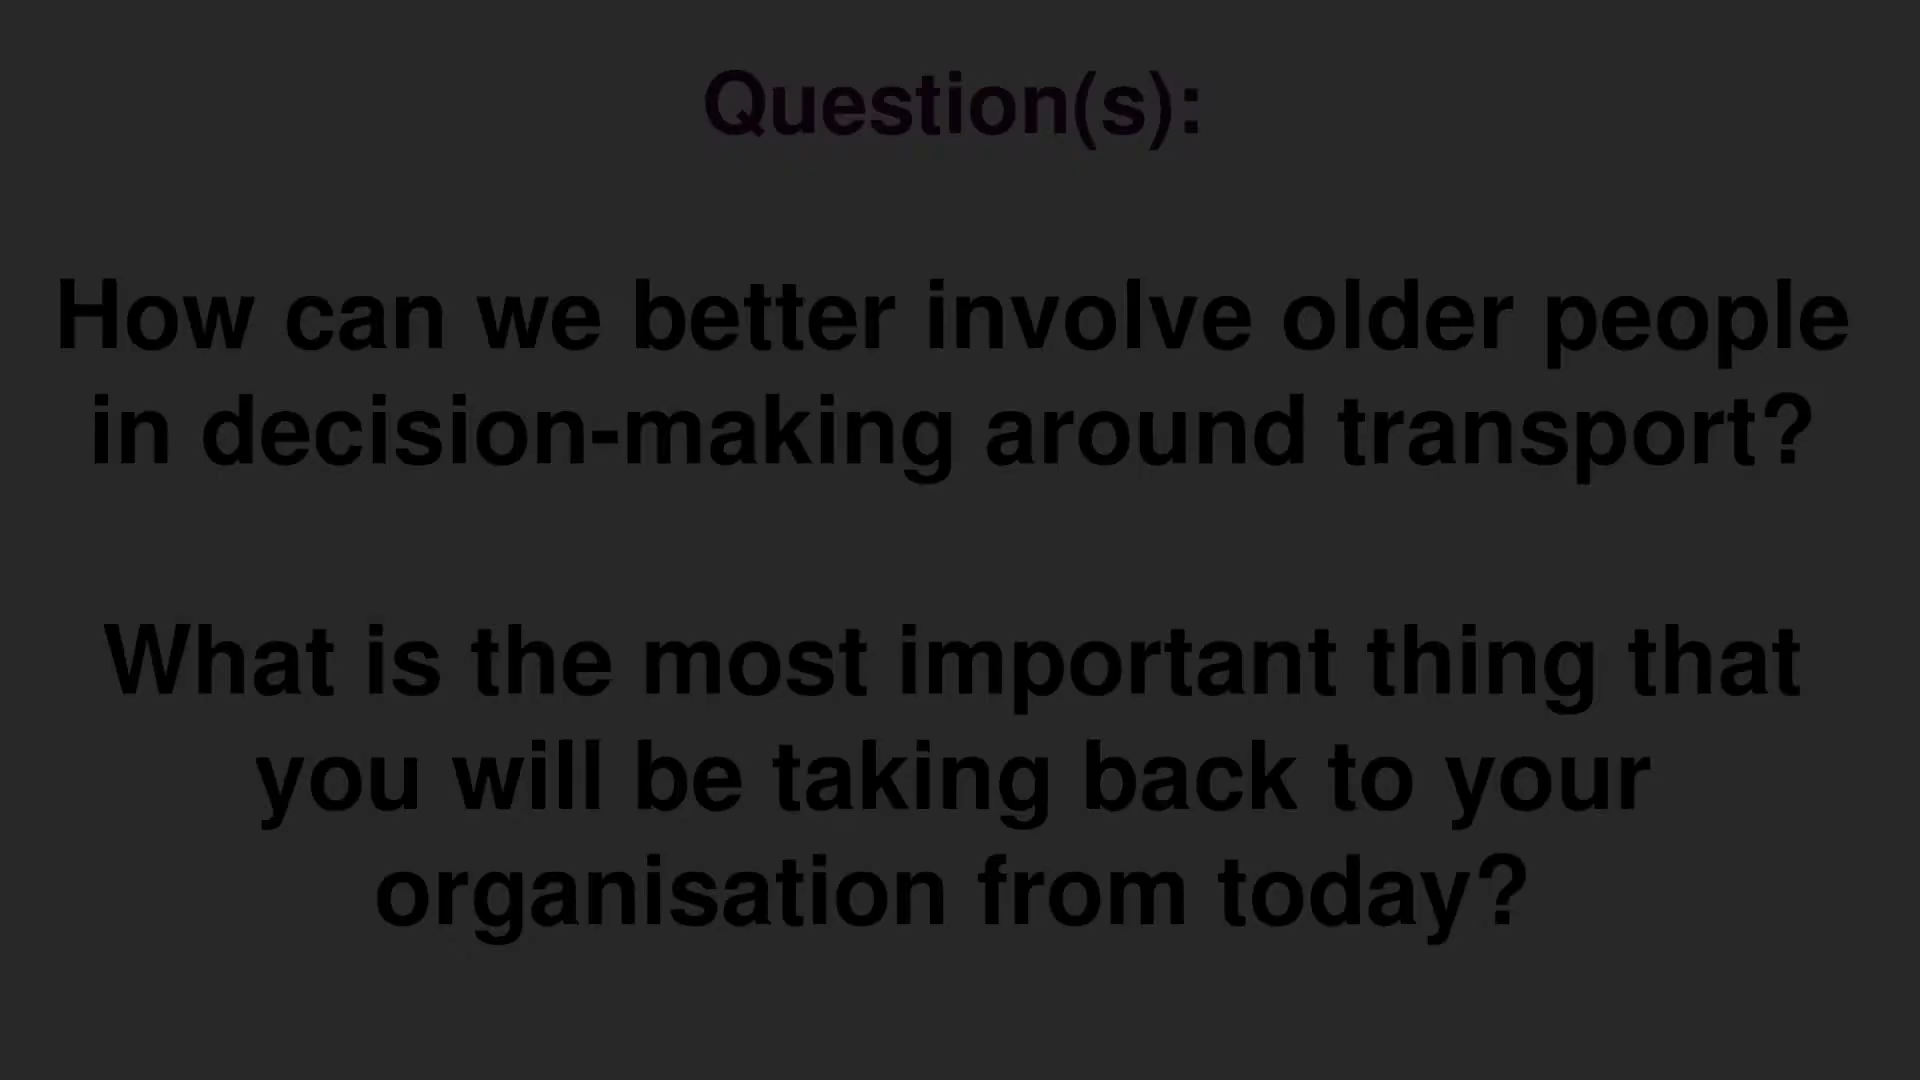 Question(s):
How can we better involve older people
in decision-making around transport?
What is the most important thing that
you will be taking back to your
organisation from today?